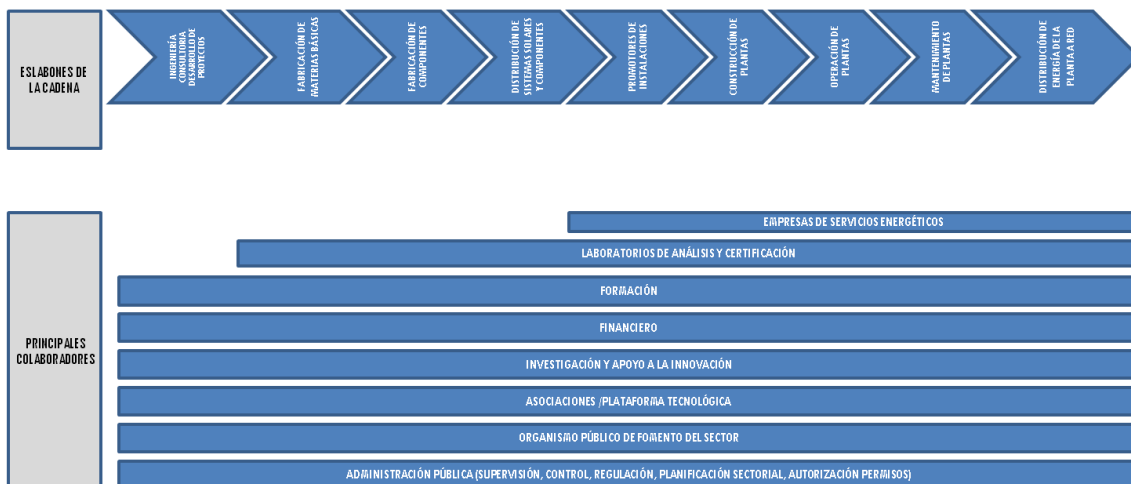 ESLABONES DE
LA CADENA
INGENIERÍA
CONSULTORIA
DESARROLLO DE
PROYECTOS
FABRICACIÓN DE
MATERIAS BÁSICAS
FABRICACIÓN DE
COMPONENTES
DISTRIBUCIÓN DE
SISTEMAS SOLARES
Y COMPONENTES
PROMOTORES DE
INSTALACIONES
CONSTRUCCIÓN DE
PLANTAS
OPERACIÓN DE
PLANTAS
MANTENIMIENTO
DE PLANTAS
DISTRIBUCIÓN DE
ENERGÍA DE LA
PLANTA A RED
PRINCIPALES
COLABORADORES
EMPRESAS DE SERVICIOS ENERGÉTICOS
LABORATORIOS DE ANÁLISIS Y CERTIFICACIÓN
FORMACIÓN
FINANCIERO
INVESTIGACIÓN Y APOYO A LA INNOVACIÓN
ASOCIACIONES /PLATAFORMA TECNOLÓGICA
ORGANISMO PÚBLICO DE FOMENTO DEL SECTOR
ADMINISTRACIÓN PÚBLICA (SUPERVISIÓN, CONTROL, REGULACIÓN, PLANIFICACIÓN SECTORIAL, AUTORIZACIÓN PERMISOS)